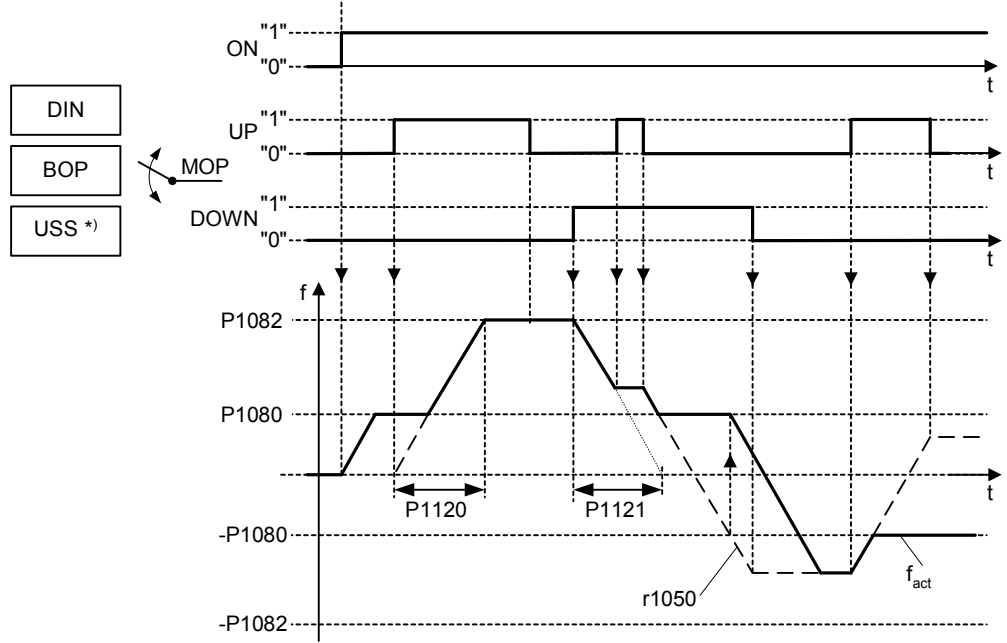 "1"
ON
"0"
t
DIN
"1"
UP
"0"
t
BOP
MOP
"1"
DOWN
"0"
t
USS *)
f
P1082
P1080
t
P1120
P1121
-P1080
r1050
fact
-P1082